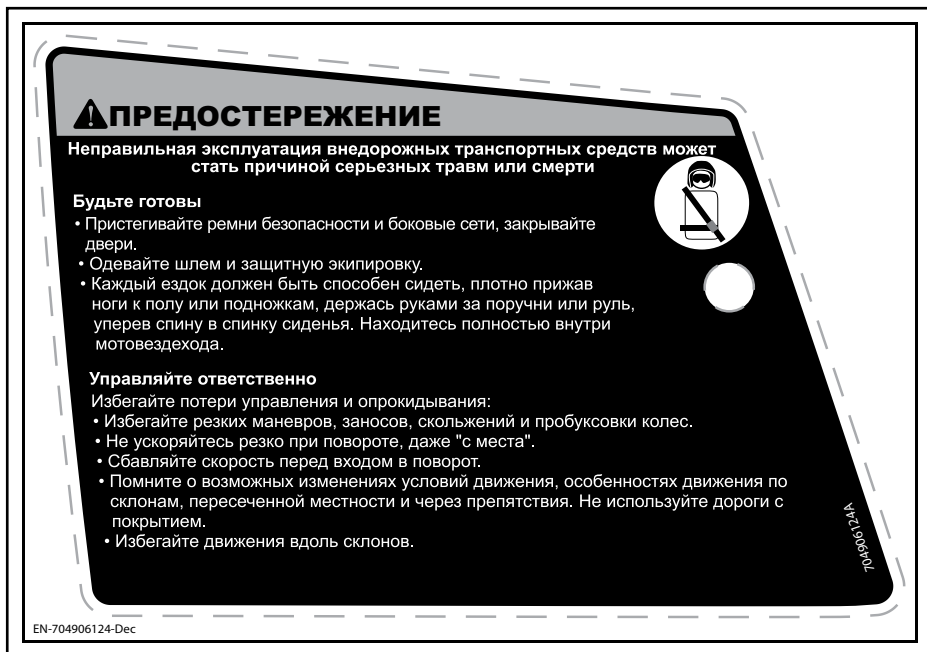 ПРЕДОСТЕРЕЖЕНИЕ
Неправильная эксплуатация внедорожных транспортных средств может
стать причиной серьезных травм или смерти
Будьте готовы
• Пристегивайте ремни безопасности и боковые сети, закрывайте
двери.
• Одевайте шлем и защитную экипировку.
• Каждый ездок должен быть способен сидеть, плотно прижав
ноги к полу или подножкам, держась руками за поручни или руль,
уперев спину в спинку сиденья. Находитесь полностью внутри
мотовездехода.
Управляйте ответственно
Избегайте потери управления и опрокидывания:
• Избегайте резких маневров, заносов, скольжений и пробуксовки колес.
• Не ускоряйтесь резко при повороте, даже "с места".
• Сбавляйте скорость перед входом в поворот.
• Помните о возможных изменениях условий движения, особенностях движения по
склонам, пересеченной местности и через препятствия. Не используйте дороги с
покрытием.
• Избегайте движения вдоль склонов.
704906124A
EN-704906124-Dec